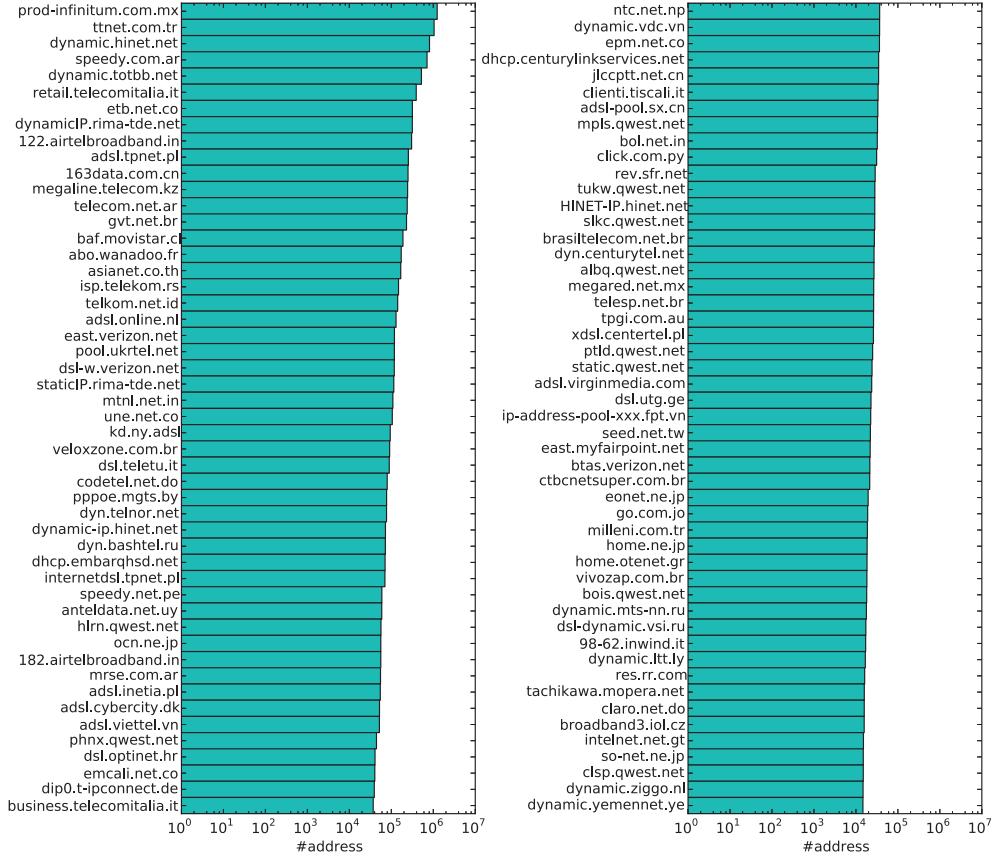 prod-infinitum.com.mx
ttnet.com.tr
dynamic.hinet.net
speedy.com.ar
dynamic.totbb.net
retail.telecomitalia.it
etb.net.co
dynamicIP.rima-tde.net
122.airtelbroadband.in
adsl.tpnet.pl
163data.com.cn
megaline.telecom.kz
telecom.net.ar
gvt.net.br
baf.movistar.cl
abo.wanadoo.fr
asianet.co.th
isp.telekom.rs
telkom.net.id
adsl.online.nl
east.verizon.net
pool.ukrtel.net
dsl-w.verizon.net
staticIP.rima-tde.net
mtnl.net.in
une.net.co
kd.ny.adsl
veloxzone.com.br
dsl.teletu.it
codetel.net.do
pppoe.mgts.by
dyn.telnor.net
dynamic-ip.hinet.net
dyn.bashtel.ru
dhcp.embarqhsd.net
internetdsl.tpnet.pl
speedy.net.pe
anteldata.net.uy
hlrn.qwest.net
ocn.ne.jp
182.airtelbroadband.in
mrse.com.ar
adsl.inetia.pl
adsl.cybercity.dk
adsl.viettel.vn
phnx.qwest.net
dsl.optinet.hr
emcali.net.co
dip0.t-ipconnect.de
business.telecomitalia.it
10⁰ 10¹ 10² 10³ 10⁴ 10⁵ 10⁶ 10⁷
#address
ntc.net.np
dynamic.vdc.vn
epm.net.co
dhcp.centurylinkservices.net
jlccptt.net.cn
clienti.tiscali.it
adsl-pool.sx.cn
mpls.qwest.net
bol.net.in
click.com.py
rev.sfr.net
tukw.qwest.net
HINET-IP.hinet.net
slkc.qwest.net
brasiltelecom.net.br
dyn.centurytel.net
albq.qwest.net
megared.net.mx
telesp.net.br
tpgi.com.au
xdsl.centertel.pl
ptld.qwest.net
static.qwest.net
adsl.virginmedia.com
dsl.utg.ge
ip-address-pool-xxx.fpt.vn
seed.net.tw
east.myfairpoint.net
btas.verizon.net
ctbcnetsuper.com.br
eonet.ne.jp
go.com.jo
milleni.com.tr
home.ne.jp
home.otenet.gr
vivozap.com.br
bois.qwest.net
dynamic.mts-nn.ru
dsl-dynamic.vsi.ru
98-62.inwind.it
dynamic.ltt.ly
res.rr.com
tachikawa.mopera.net
claro.net.do
broadband3.iol.cz
intelnet.net.gt
so-net.ne.jp
clsp.qwest.net
dynamic.ziggo.nl
dynamic.yemennet.ye
10⁰ 10¹ 10² 10³ 10⁴ 10⁵ 10⁶ 10⁷
#address